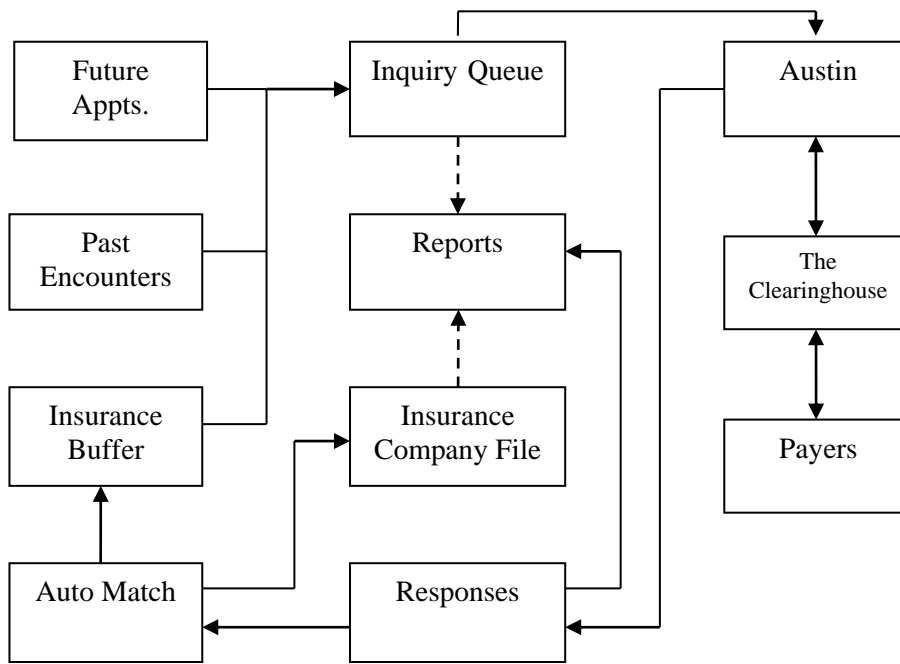 Future
Appts.
Inquiry Queue
Austin
Past
Encounters
Reports
The
Clearinghouse
Insurance
Buffer
Insurance
Company File
Payers
Auto Match
Responses